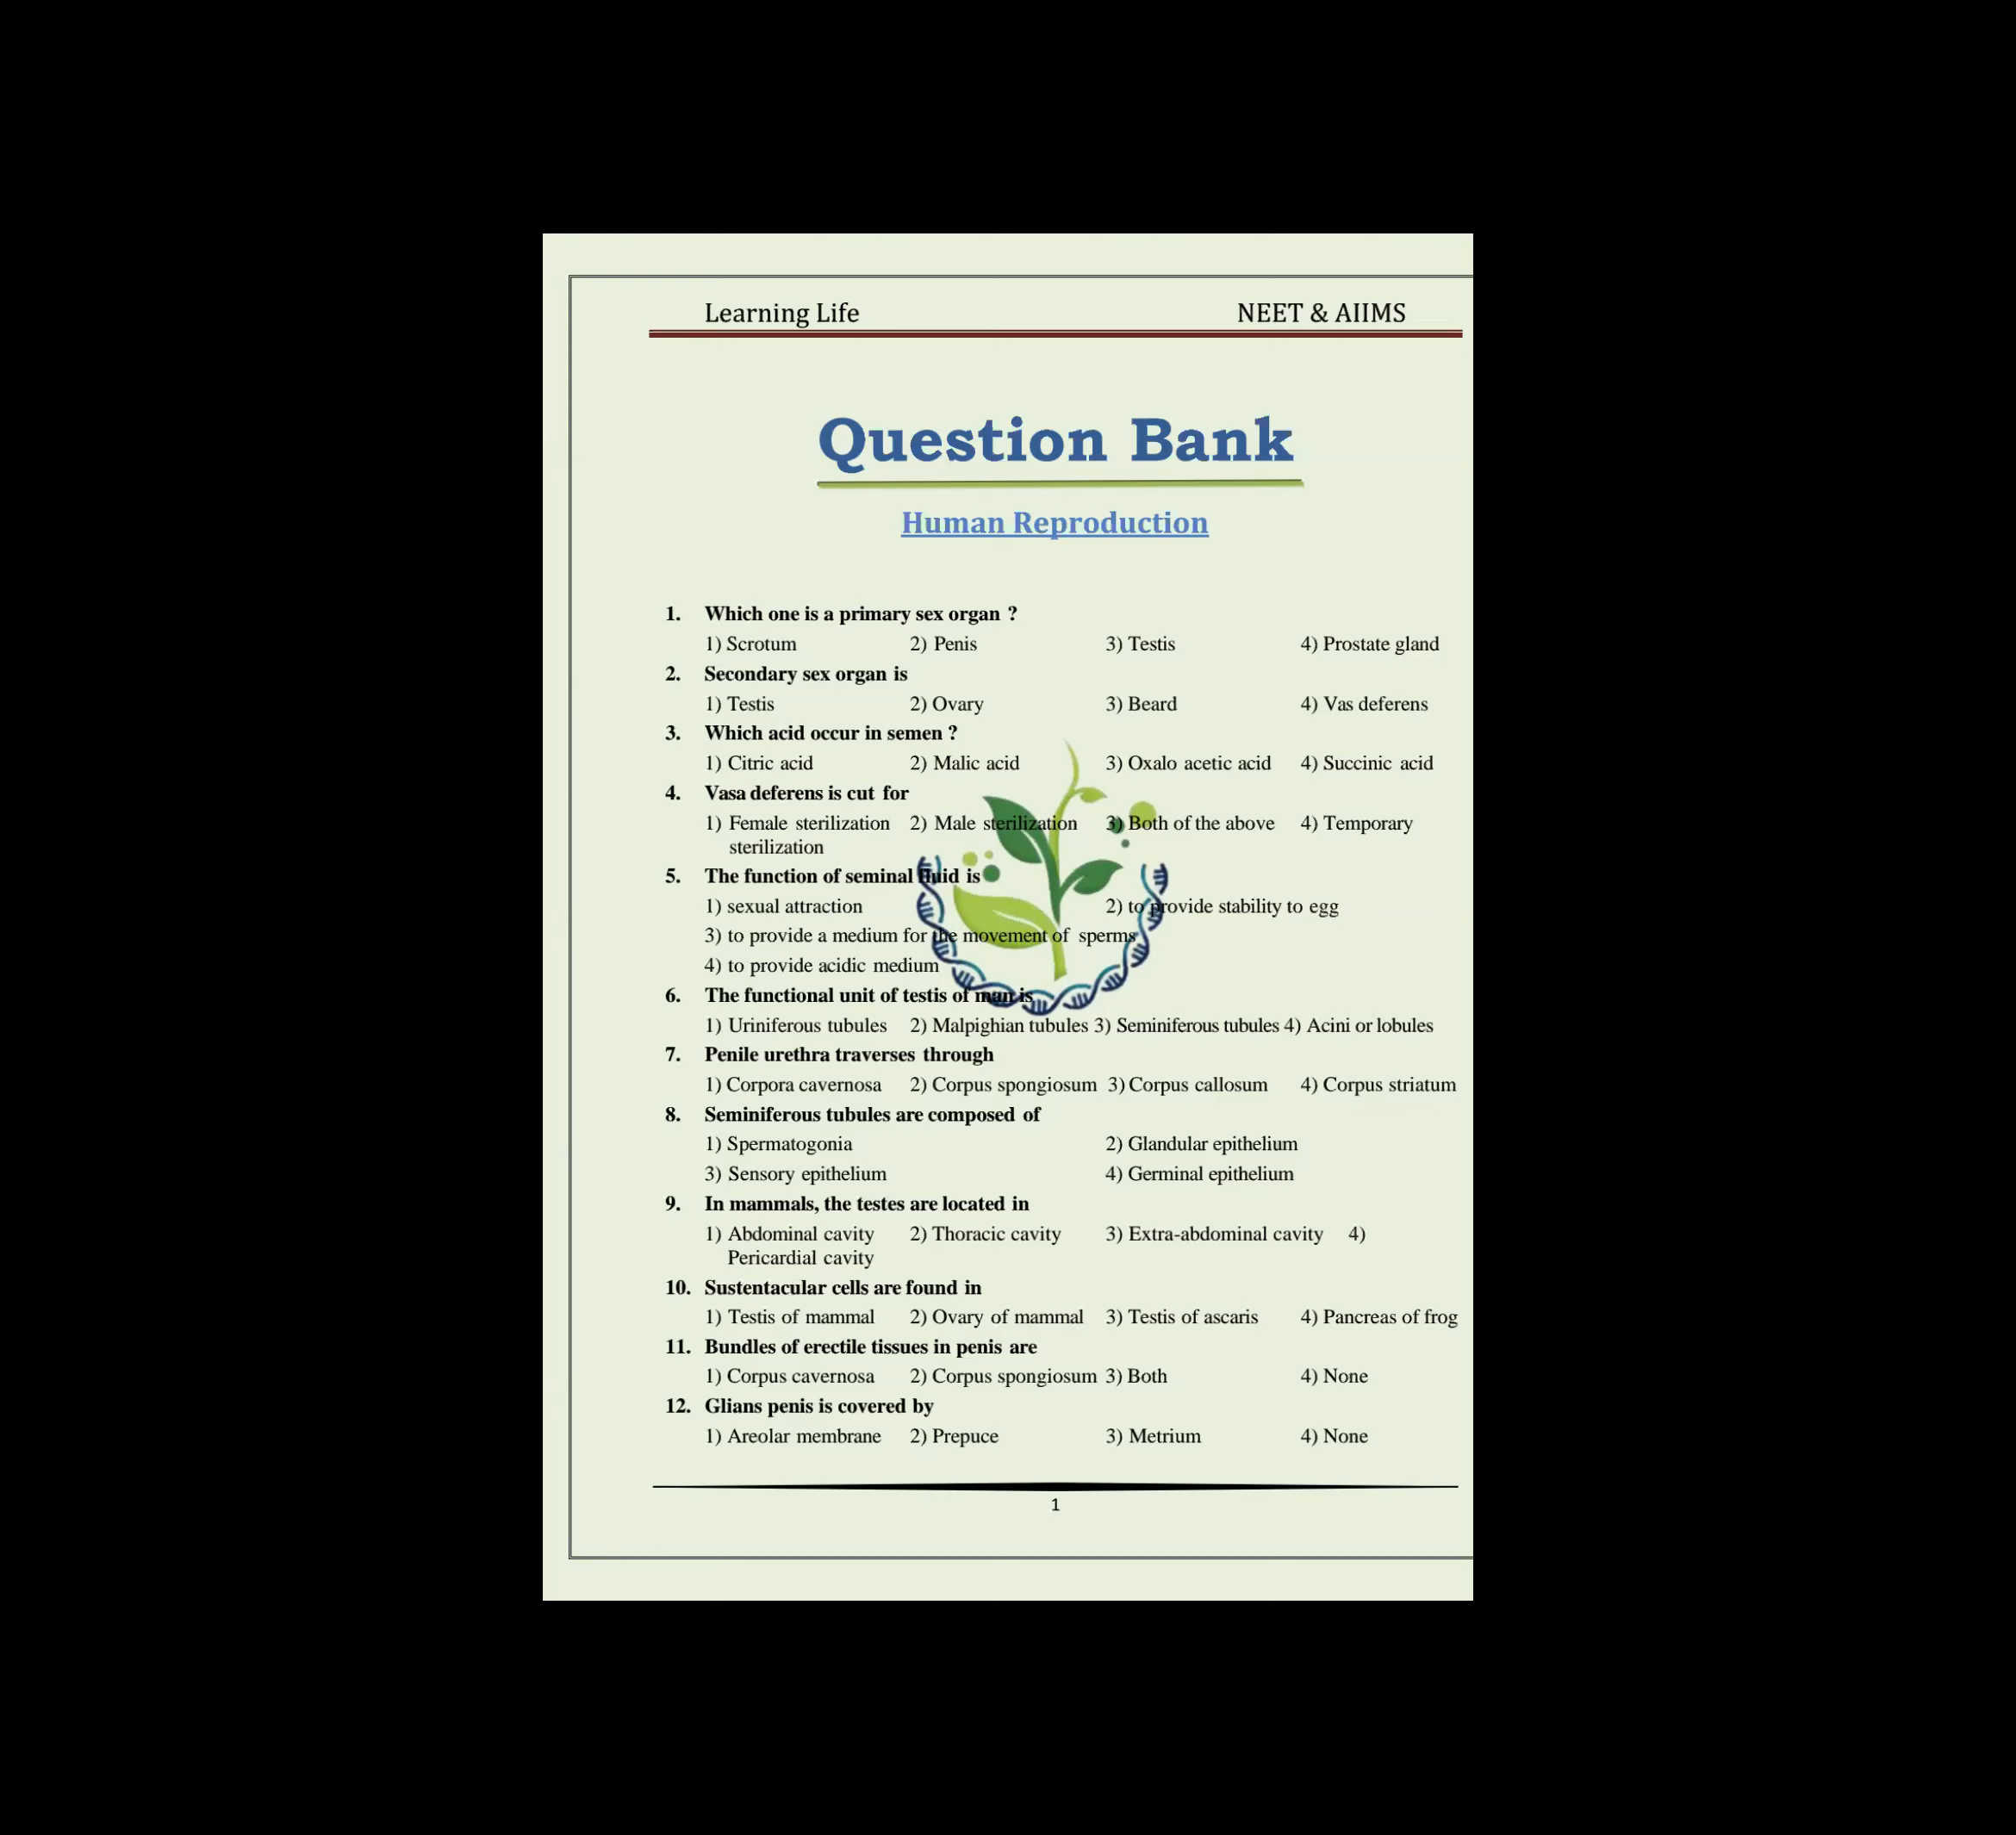 Learning Life NEET & AIIMS
Question Bank
Human Reproduction
1. Which one is a primary sex organ ?
1) Scrotum 2) Penis 3) Testis 4) Prostate gland
2. Secondary sex organ is
1) Testis 2) Ovary 3) Beard 4) Vas deferens
3. Which acid occur in semen ?
1) Citric acid 2) Malic acid 3) Oxalo acetic acid 4) Succinic acid
4. Vasa deferens is cut for
1) Female sterilization 2) Male sterilization 3) Both of the above 4) Temporary
sterilization
5. The function of seminal fluid is
1) sexual attraction 2) to provide stability to egg
3) to provide a medium for the movement of sperms
4) to provide acidic medium
6. The functional unit of testis of man is
1) Uriniferous tubules 2) Malpighian tubules 3) Seminiferous tubules 4) Acini or lobules
7. Penile urethra traverses through
1) Corpora cavernosa 2) Corpus spongiosum 3) Corpus callosum 4) Corpus striatum
8. Seminiferous tubules are composed of
1) Spermatogonia 2) Glandular epithelium
3) Sensory epithelium 4) Germinal epithelium
9. In mammals, the testes are located in
1) Abdominal cavity 2) Thoracic cavity 3) Extra-abdominal cavity 4)
Pericardial cavity
10. Sustentacular cells are found in
1) Testis of mammal 2) Ovary of mammal 3) Testis of ascaris 4) Pancreas of frog
11. Bundles of erectile tissues in penis are
1) Corpus cavernosa 2) Corpus spongiosum 3) Both 4) None
12. Glians penis is covered by
1) Areolar membrane 2) Prepuce 3) Metrium 4) None
1